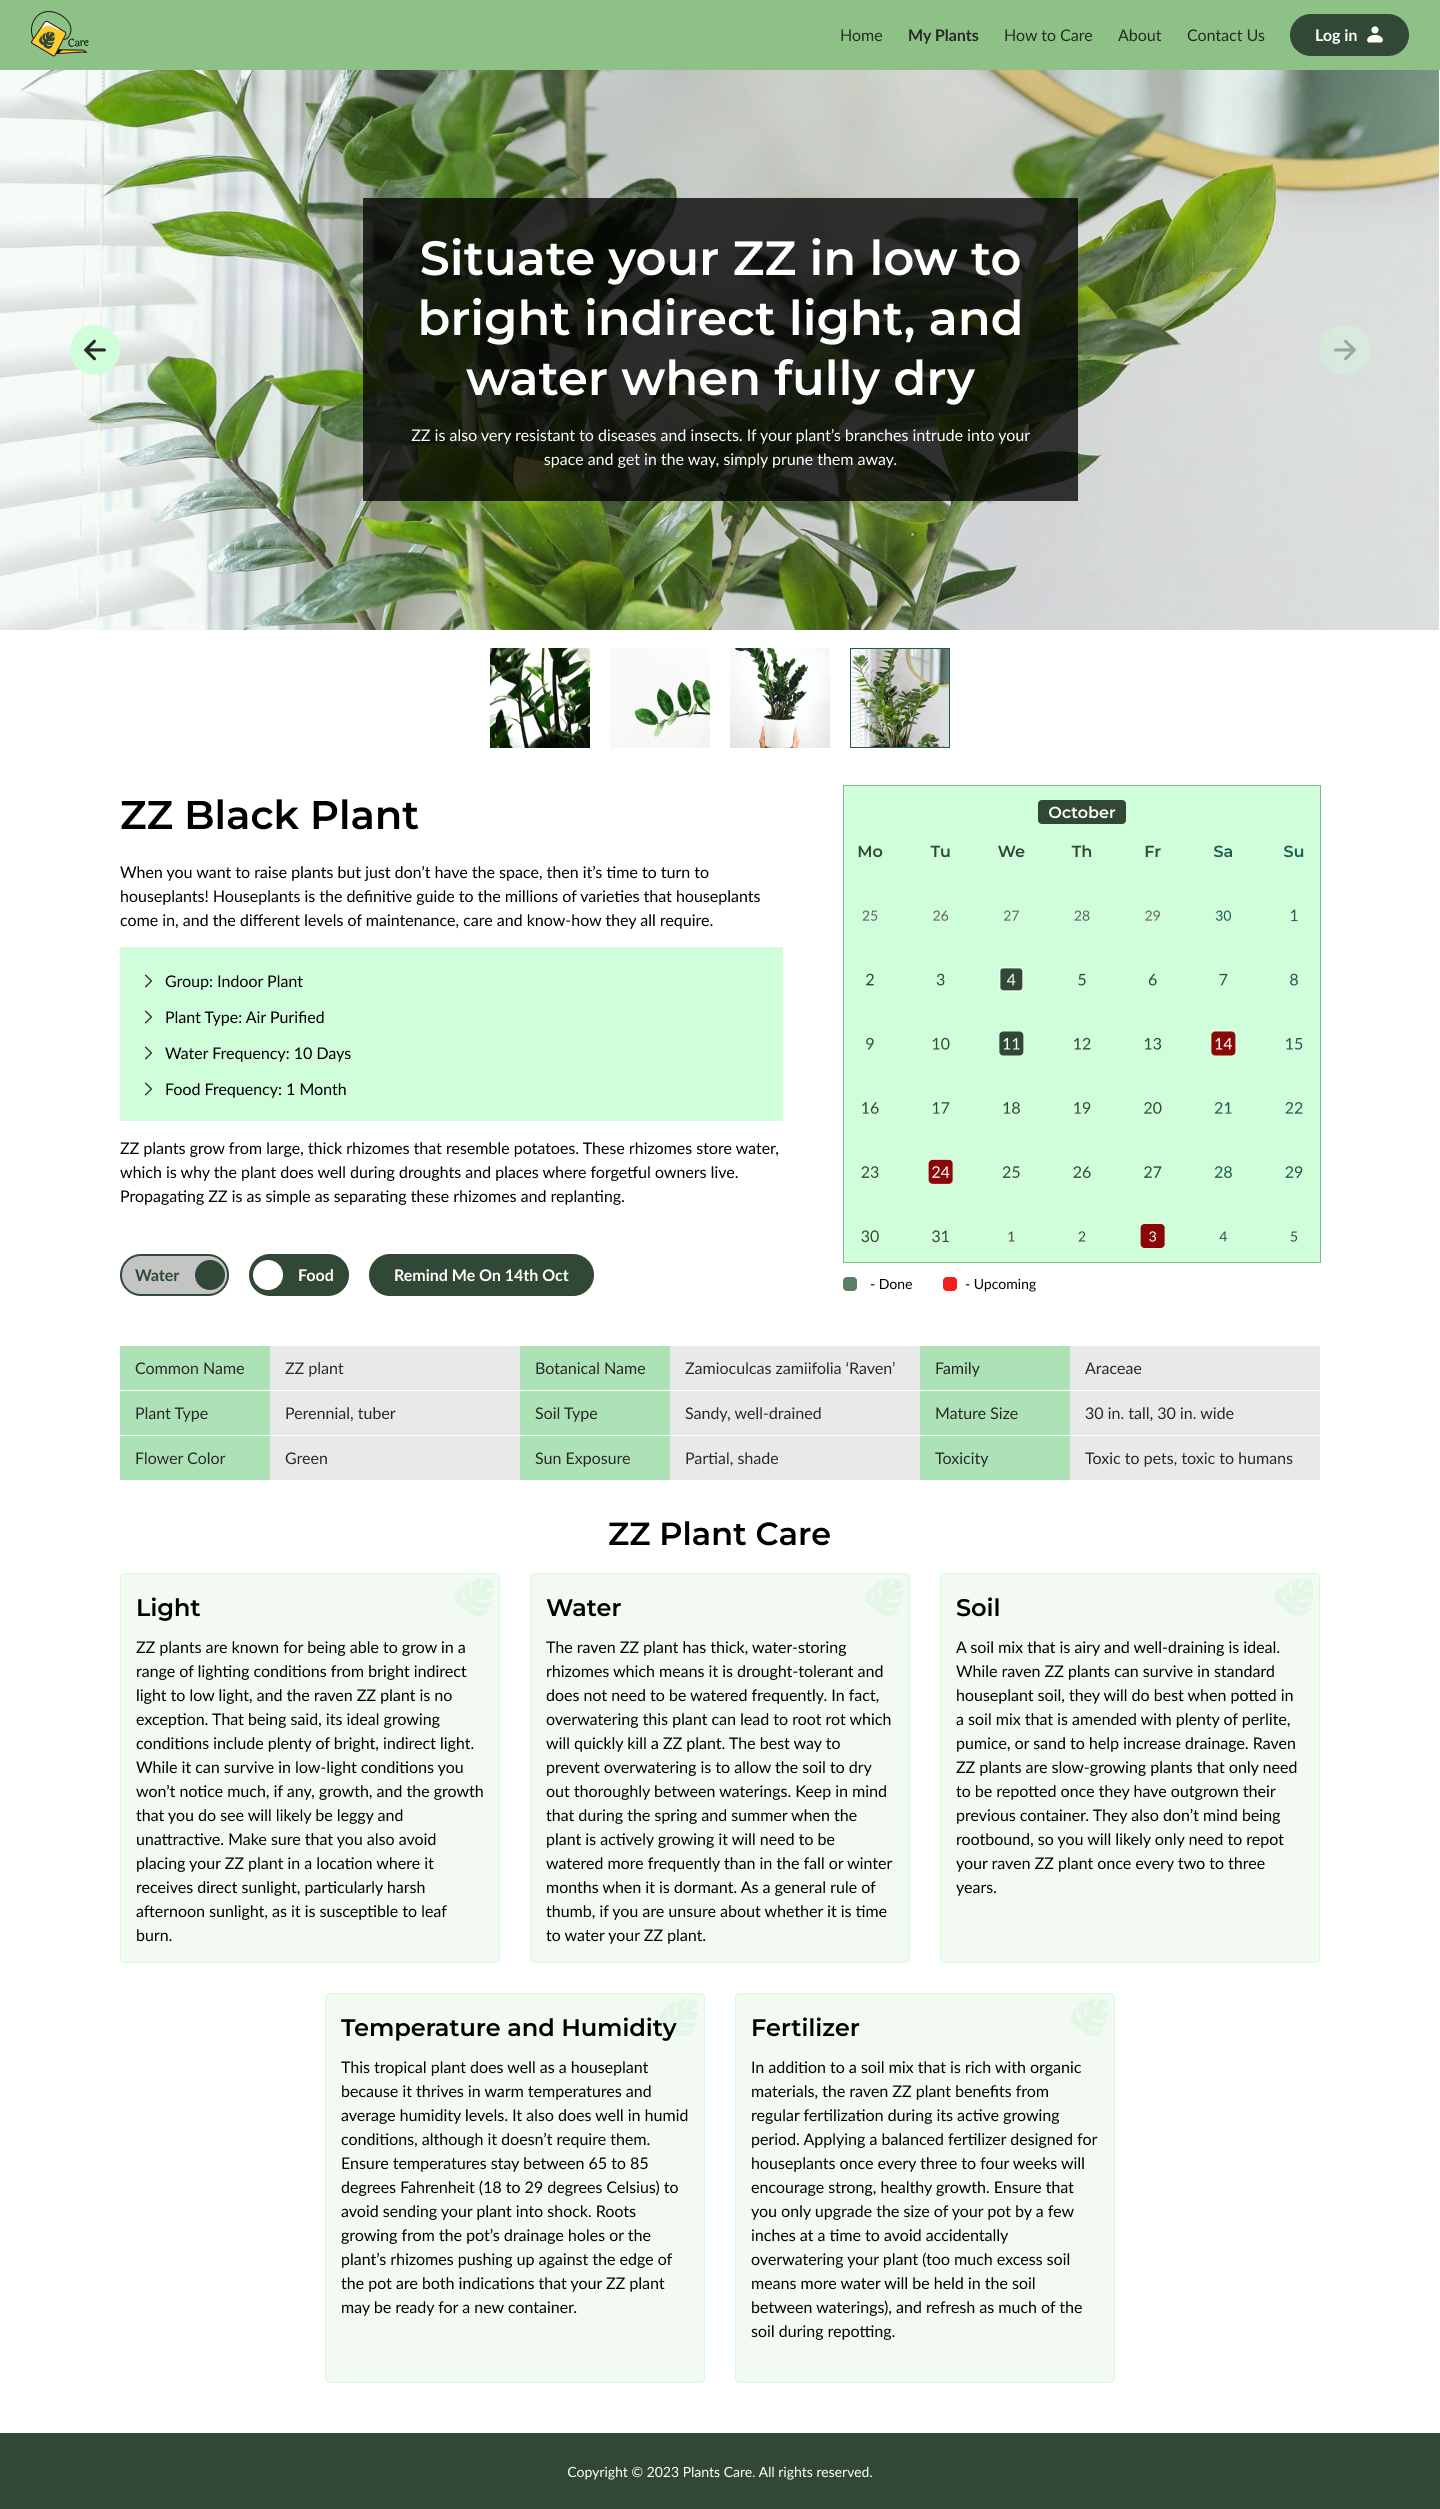 Care
Home
My Plants
How to Care
About
Contact Us
Log in
Situate your ZZ in low to
bright indirect light, and
water when fully dry
ZZ is also very resistant to diseases and insects. If your plant’s branches intrude into your
space and get in the way, simply prune them away.
ZZ Black Plant
When you want to raise plants but just don’t have the space, then it’s time to turn to
houseplants! Houseplants is the definitive guide to the millions of varieties that houseplants
come in, and the different levels of maintenance, care and know-how they all require.
Group: Indoor Plant
Plant Type: Air Purified
Water Frequency: 10 Days
Food Frequency: 1 Month
ZZ plants grow from large, thick rhizomes that resemble potatoes. These rhizomes store water,
which is why the plant does well during droughts and places where forgetful owners live.
Propagating ZZ is as simple as separating these rhizomes and replanting.
Water
Food
Remind Me On 14th Oct
October
Mo Tu We Th Fr Sa Su
25 26 27 28 29 30 1
2 3 4 5 6 7 8
9 10 11 12 13 14 15
16 17 18 19 20 21 22
23 24 25 26 27 28 29
30 31 1 2 3 4 5
- Done
- Upcoming
Common Name ZZ plant Botanical Name Zamioculcas zamiifolia ‘Raven’ Family Araceae
Plant Type Perennial, tuber Soil Type Sandy, well-drained Mature Size 30 in. tall, 30 in. wide
Flower Color Green Sun Exposure Partial, shade Toxicity Toxic to pets, toxic to humans
ZZ Plant Care
Light
ZZ plants are known for being able to grow in a
range of lighting conditions from bright indirect
light to low light, and the raven ZZ plant is no
exception. That being said, its ideal growing
conditions include plenty of bright, indirect light.
While it can survive in low-light conditions you
won’t notice much, if any, growth, and the growth
that you do see will likely be leggy and
unattractive. Make sure that you also avoid
placing your ZZ plant in a location where it
receives direct sunlight, particularly harsh
afternoon sunlight, as it is susceptible to leaf
burn.
Water
The raven ZZ plant has thick, water-storing
rhizomes which means it is drought-tolerant and
does not need to be watered frequently. In fact,
overwatering this plant can lead to root rot which
will quickly kill a ZZ plant. The best way to
prevent overwatering is to allow the soil to dry
out thoroughly between waterings. Keep in mind
that during the spring and summer when the
plant is actively growing it will need to be
watered more frequently than in the fall or winter
months when it is dormant. As a general rule of
thumb, if you are unsure about whether it is time
to water your ZZ plant.
Soil
A soil mix that is airy and well-draining is ideal.
While raven ZZ plants can survive in standard
houseplant soil, they will do best when potted in
a soil mix that is amended with plenty of perlite,
pumice, or sand to help increase drainage. Raven
ZZ plants are slow-growing plants that only need
to be repotted once they have outgrown their
previous container. They also don’t mind being
rootbound, so you will likely only need to repot
your raven ZZ plant once every two to three
years.
Temperature and Humidity
This tropical plant does well as a houseplant
because it thrives in warm temperatures and
average humidity levels. It also does well in humid
conditions, although it doesn’t require them.
Ensure temperatures stay between 65 to 85
degrees Fahrenheit (18 to 29 degrees Celsius) to
avoid sending your plant into shock. Roots
growing from the pot’s drainage holes or the
plant’s rhizomes pushing up against the edge of
the pot are both indications that your ZZ plant
may be ready for a new container.
Fertilizer
In addition to a soil mix that is rich with organic
materials, the raven ZZ plant benefits from
regular fertilization during its active growing
period. Applying a balanced fertilizer designed for
houseplants once every three to four weeks will
encourage strong, healthy growth. Ensure that
you only upgrade the size of your pot by a few
inches at a time to avoid accidentally
overwatering your plant (too much excess soil
means more water will be held in the soil
between waterings), and refresh as much of the
soil during repotting.
Copyright © 2023 Plants Care. All rights reserved.